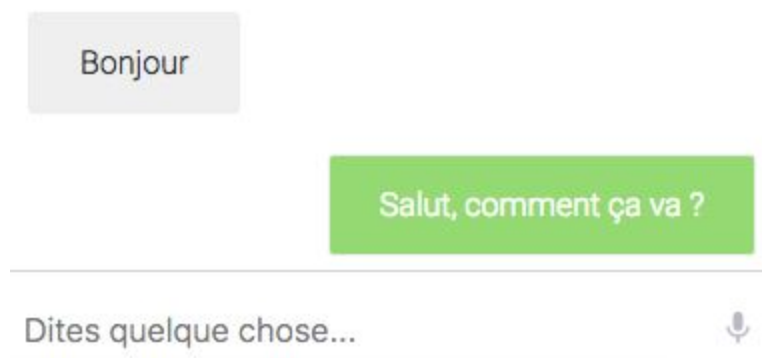 Bonjour
Salut, comment ça va ?
Dites quelque chose...